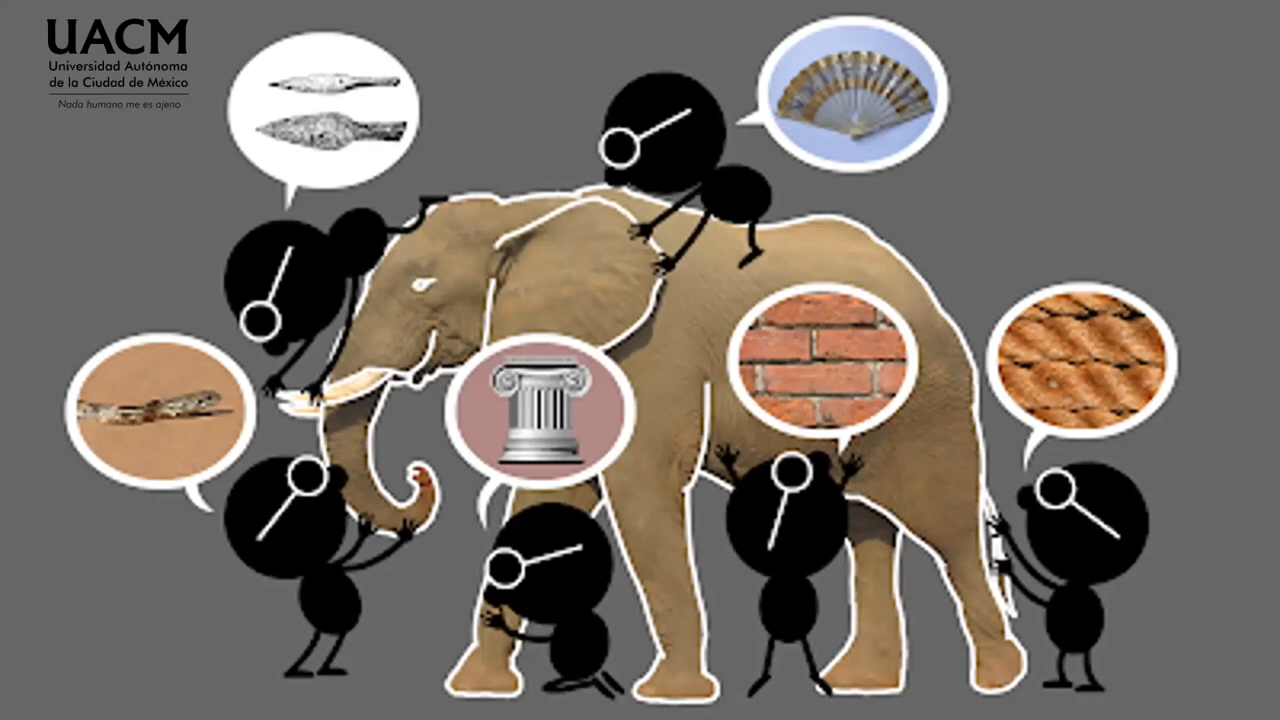 UACM
Universidad Autónoma
de la Ciudad de México
Nada humano me es ajeno